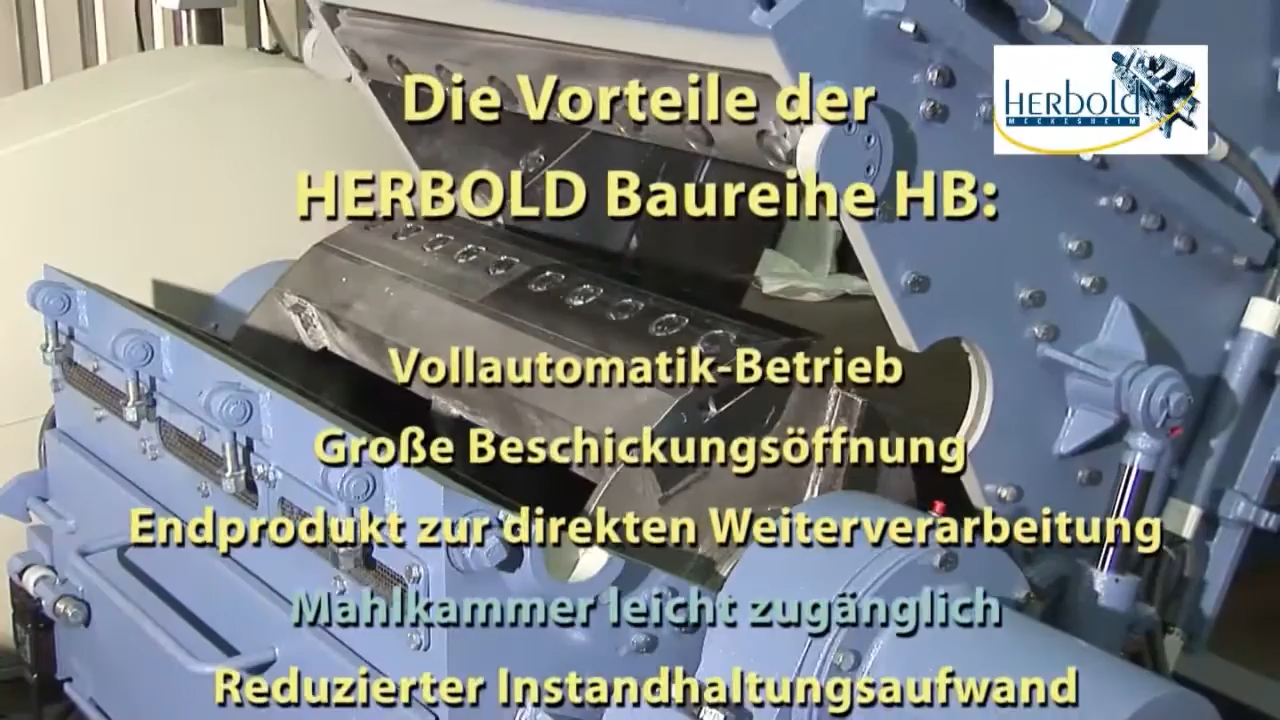 Die Vorteile der
HERBOLD Baureihe HB:
HERBOLD
MECKESHEIM
Vollautomatik-Betrieb
Große Beschickungsöffnung
Endprodukt zur direkten Weiterverarbeitung
Mahlkammer leicht zugänglich
Reduzierter Instandhaltungsaufwand